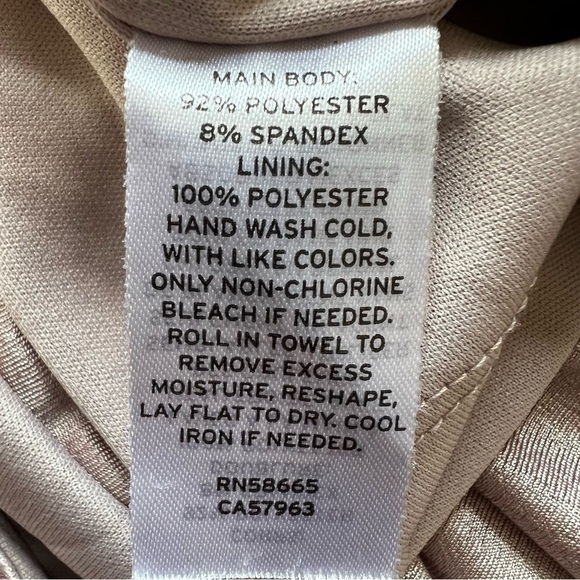 MAIN BODY:
92% POLYESTER
8% SPANDEX
LINING:
100% POLYESTER
HAND WASH COLD,
WITH LIKE COLORS.
ONLY NON-CHLORINE
BLEACH IF NEEDED.
ROLL IN TOWEL TO
REMOVE EXCESS
MOISTURE, RESHAPE,
LAY FLAT TO DRY. COOL
IRON IF NEEDED.
RN58665
CA57963